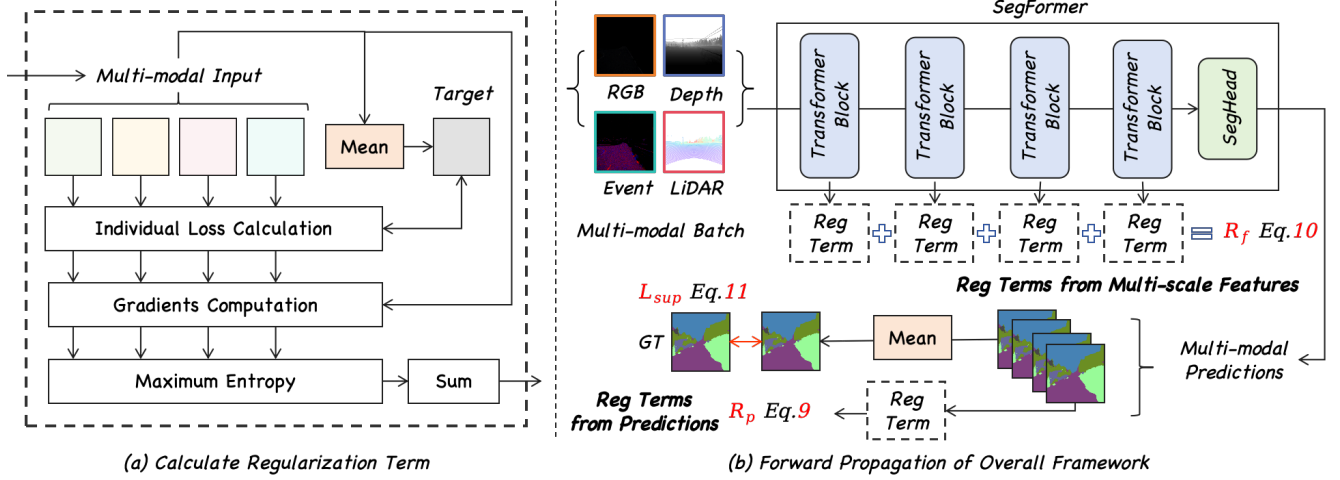 Multi-modal Input
Target
Mean
Individual Loss Calculation
Gradients Computation
Maximum Entropy
Sum
(a) Calculate Regularization Term
SegFormer
RGB
Depth
Event
LiDAR
Multi-modal Batch
Transformer
Block
Transformer
Block
Transformer
Block
Transformer
Block
SegHead
Reg
Term
Reg
Term
Reg
Term
Reg
Term
R_f Eq.10
Reg Terms from Multi-scale Features
L_sup Eq.11
GT
Mean
Multi-modal
Predictions
Reg Terms
from Predictions
R_p Eq.9
Reg
Term
(b) Forward Propagation of Overall Framework